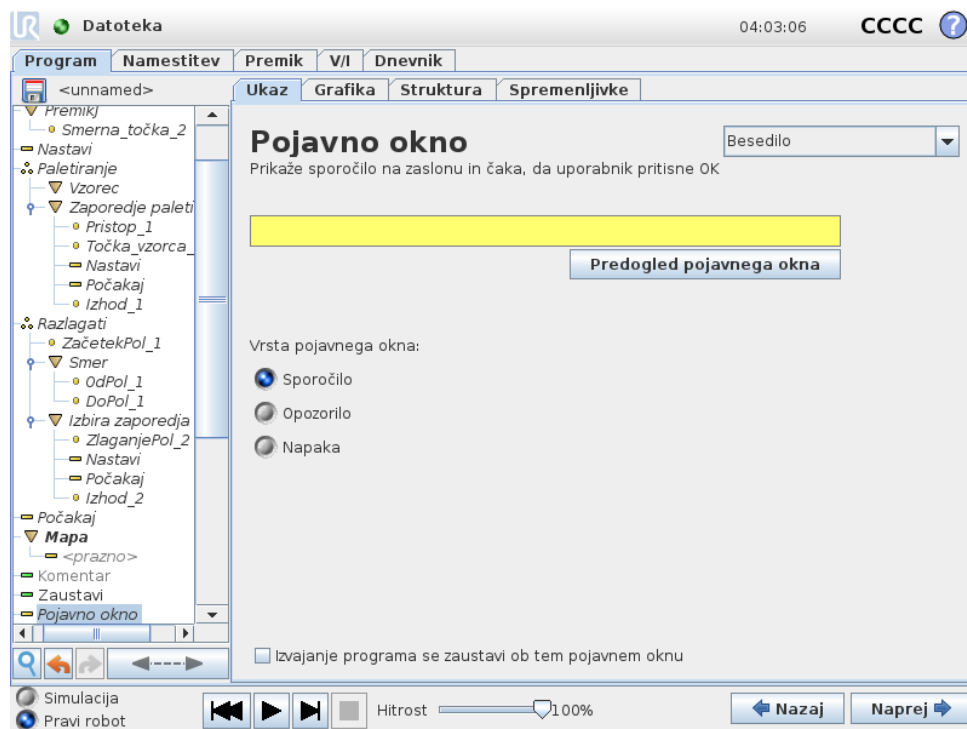 UR Datoteka 04:03:06 CCCC ?
Program Namestitev Premik V/I Dnevnik
<unnamed>
Ukaz Grafika Struktura Spremenljivke
PremikJ
Smerna_točka_2
Nastavi
Paletiranje
Vzorec
Zaporedje paleti
Pristop_1
Točka_vzorca_
Nastavi
Počakaj
Izhod_1
Razlagati
ZačetekPol_1
Smer
OdPol_1
DoPol_1
Izbira zaporedja
ZlaganjePol_2
Nastavi
Počakaj
Izhod_2
Počakaj
Mapa
<prazno>
Komentar
Zaustavi
Pojavno okno
Pojavno okno
Besedilo
Prikaže sporočilo na zaslonu in čaka, da uporabnik pritisne OK
Predogled pojavnega okna
Vrsta pojavnega okna:
Sporočilo
Opozorilo
Napaka
Izvajanje programa se zaustavi ob tem pojavnem oknu
Simulacija
Pravi robot
Hitrost 100%
Nazaj Naprej